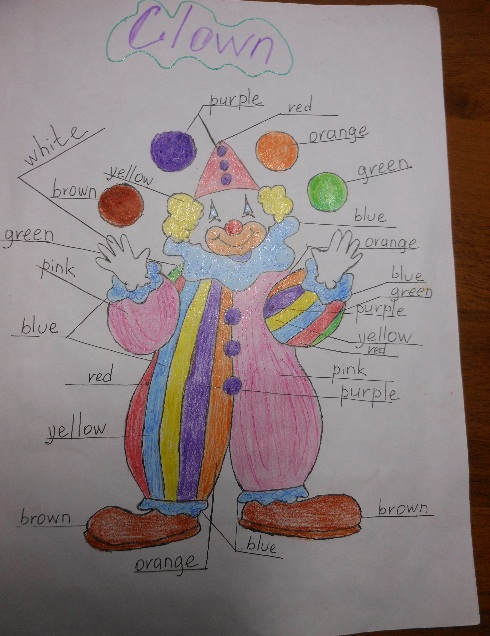 Clown
purple
red
white
orange
yellow
green
brown
blue
green
orange
pink
blue
green
purple
blue
yellow
red
red
pink
purple
yellow
brown
brown
blue
orange